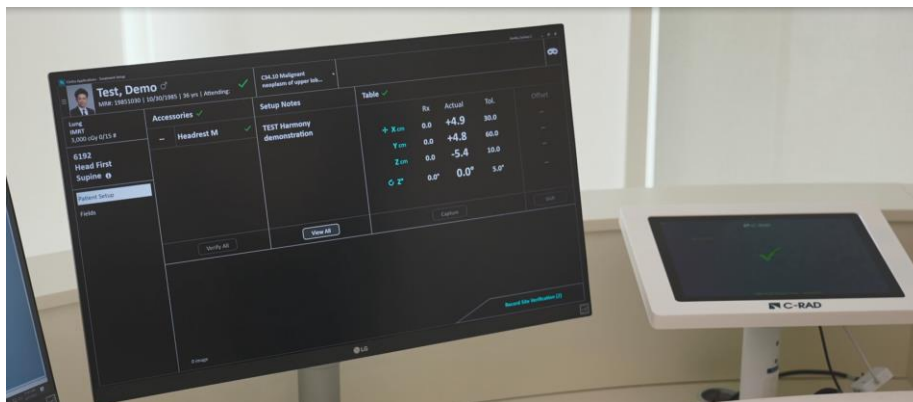 Test, Demo ♂
MRN: 19851030 | 10/30/1985 | 36 yrs | Attending:
C34.10 Malignant
neoplasm of upper lob...
Lung
IMRT
3,000 cGy 0/15 #
6192
Head First
Supine
Patient Setup
Fields
Accessories
Headrest M
Verify All
Setup Notes
TEST Harmony
demonstration
View All
Table
Rx Actual Tol. Offset
X cm 0.0 +4.9 30.0
Y cm 0.0 +4.8 60.0
Z cm 0.0 -5.4 10.0
Z° 0.0° 0.0° 5.0°
Capture
Record Site Verification (2)
LG
C-RAD
C-RAD